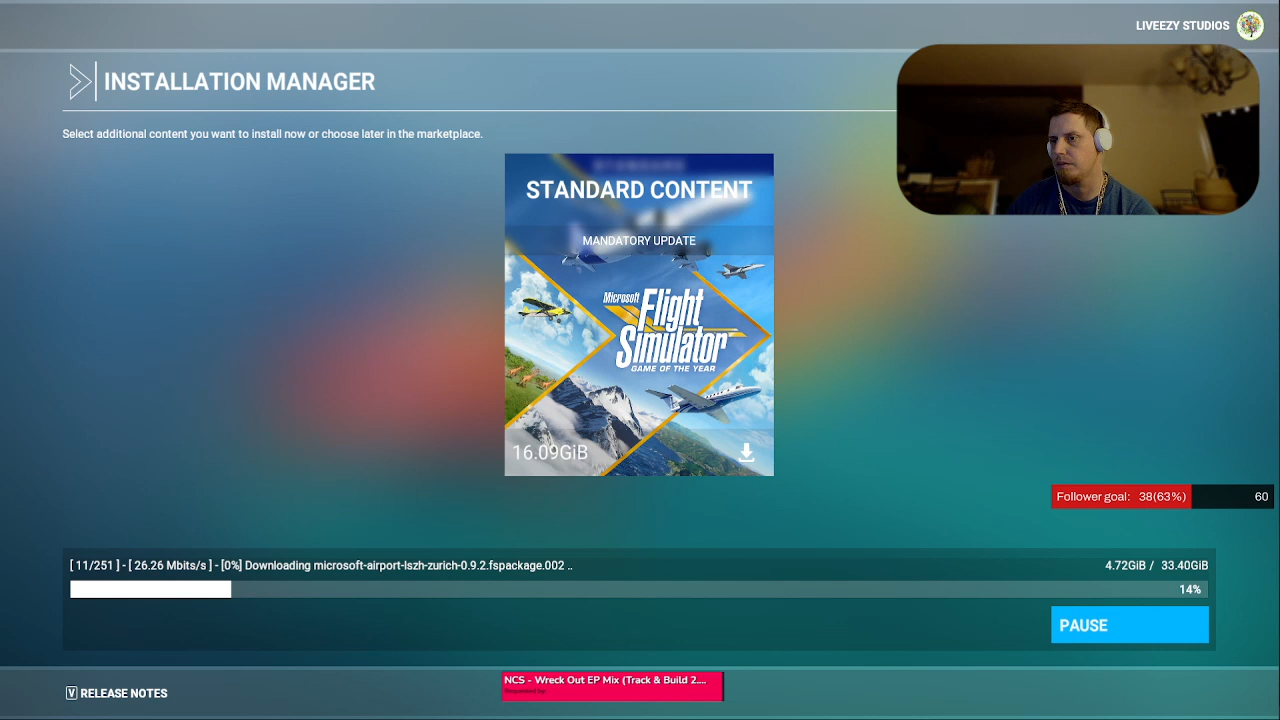 LIVEEZY STUDIOS
INSTALLATION MANAGER
Select additional content you want to install now or choose later in the marketplace.
STANDARD CONTENT
MANDATORY UPDATE
Microsoft
Flight
Simulator
GAME OF THE YEAR
16.09GiB
Follower goal: 38(63%) 60
[ 11/251 ] - [ 26.26 Mbits/s ] - [0%] Downloading microsoft-airport-lszh-zurich-0.9.2.fspackage.002 .. 4.72GiB / 33.40GiB
14%
PAUSE
V RELEASE NOTES
NCS - Wreck Out EP Mix (Track & Build 2....